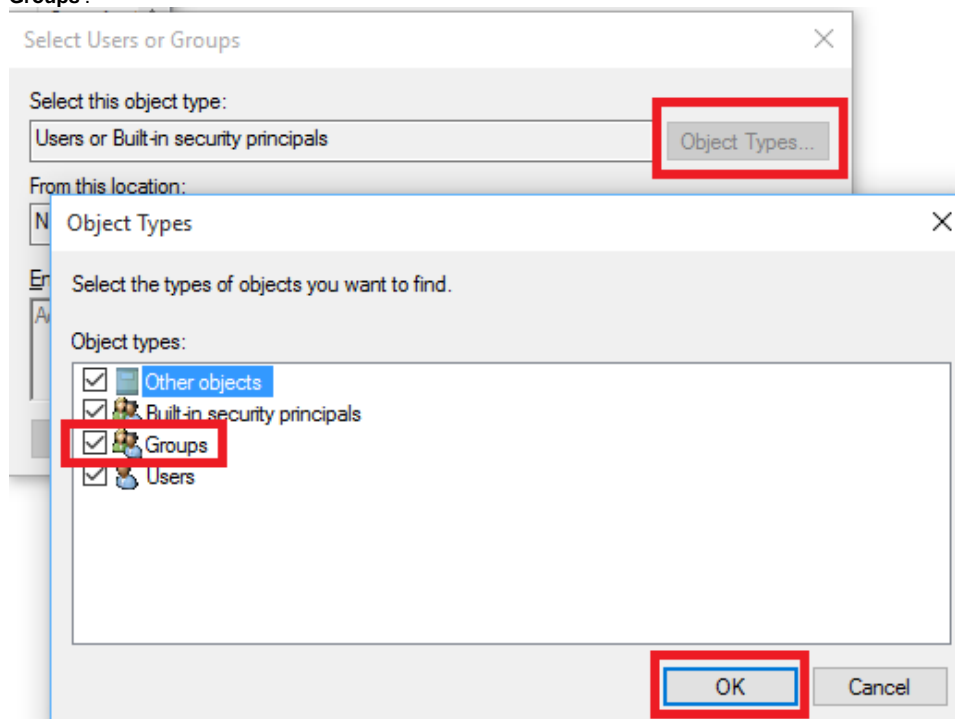 Groups'.
Select Users or Groups
Select this object type:
Users or Built-in security principals
Object Types...
From this location:
N
Object Types
En
Select the types of objects you want to find.
A
Object types:
Other objects
Built-in security principals
Groups
Users
OK
Cancel